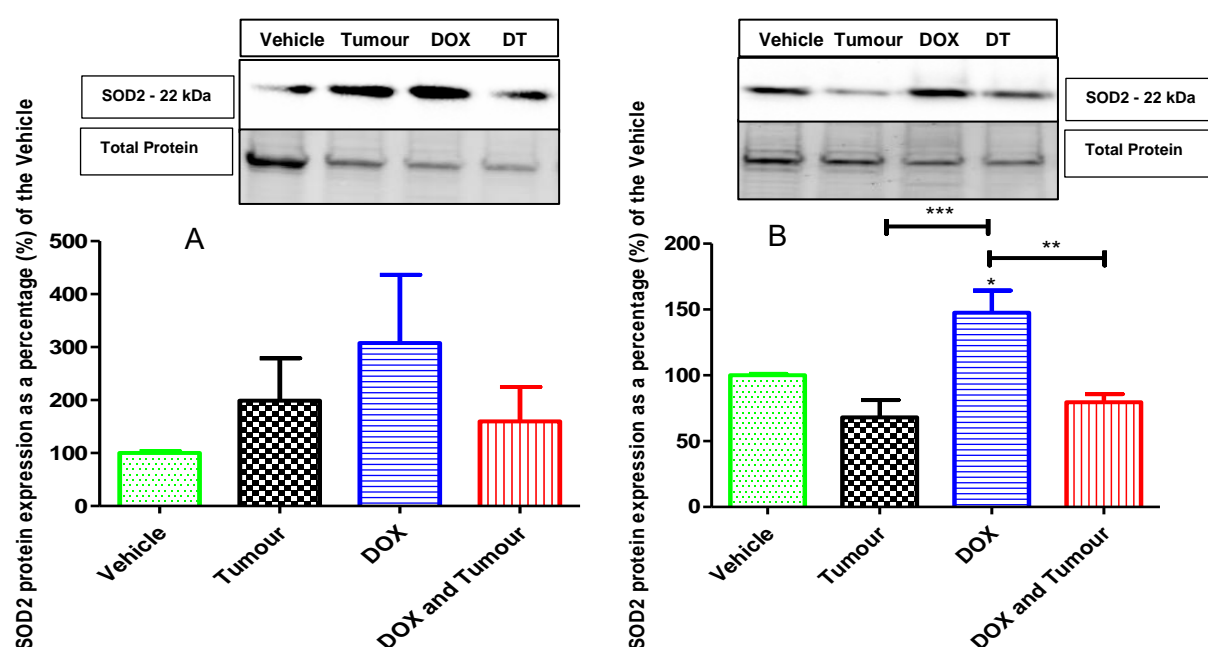 Vehicle Tumour DOX DT
SOD2 - 22 kDa
Total Protein
SOD2 protein expression as a percentage (%) of the Vehicle
A
500
400
300
200
100
0
Vehicle
Tumour
DOX
DOX and Tumour
Vehicle Tumour DOX DT
SOD2 - 22 kDa
Total Protein
SOD2 protein expression as a percentage (%) of the Vehicle
B
***
**
*
200
150
100
50
0
Vehicle
Tumour
DOX
DOX and Tumour